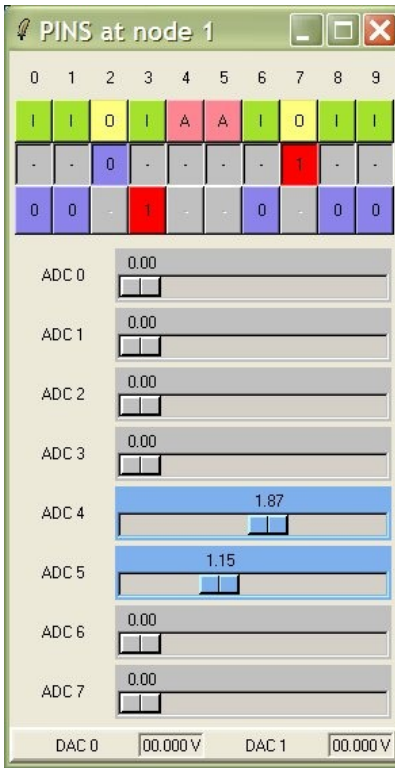 PINS at node 1
0 1 2 3 4 5 6 7 8 9
I I O I A A I O I I
- - 0 - - - - 1 - -
0 0 - 1 - - 0 - 0 0
0.00
ADC 0
0.00
ADC 1
0.00
ADC 2
0.00
ADC 3
1.87
ADC 4
1.15
ADC 5
0.00
ADC 6
0.00
ADC 7
DAC 0 00.000 V DAC 1 00.000 V